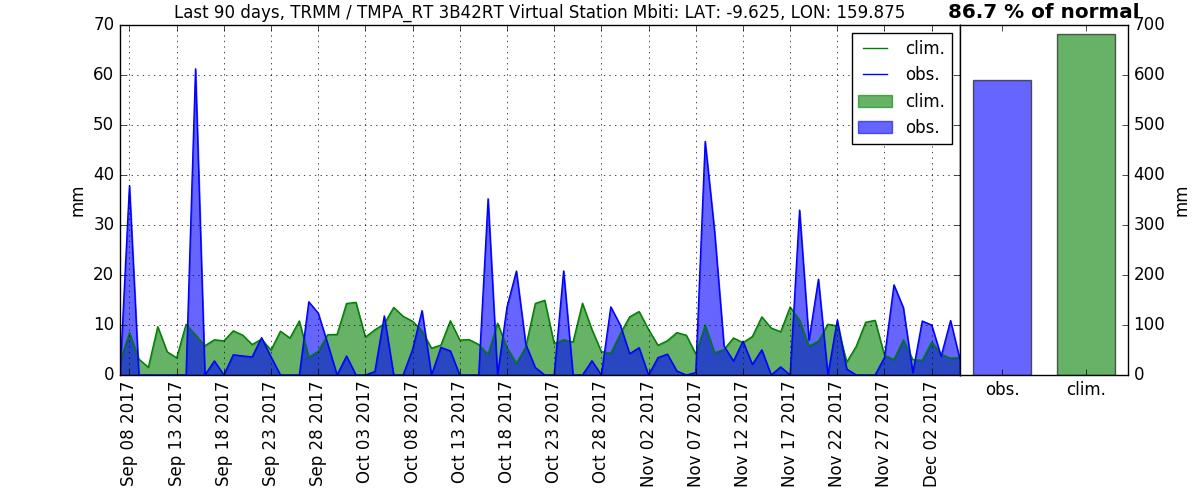 Last 90 days, TRMM / TMPA_RT 3B42RT Virtual Station Mbiti: LAT: -9.625, LON: 159.875
86.7 % of normal
70
60
50
40
30
20
10
0
mm
clim.
obs.
clim.
obs.
700
600
500
400
300
200
100
0
mm
obs.
clim.
Sep 08 2017
Sep 13 2017
Sep 18 2017
Sep 23 2017
Sep 28 2017
Oct 03 2017
Oct 08 2017
Oct 13 2017
Oct 18 2017
Oct 23 2017
Oct 28 2017
Nov 02 2017
Nov 07 2017
Nov 12 2017
Nov 17 2017
Nov 22 2017
Nov 27 2017
Dec 02 2017